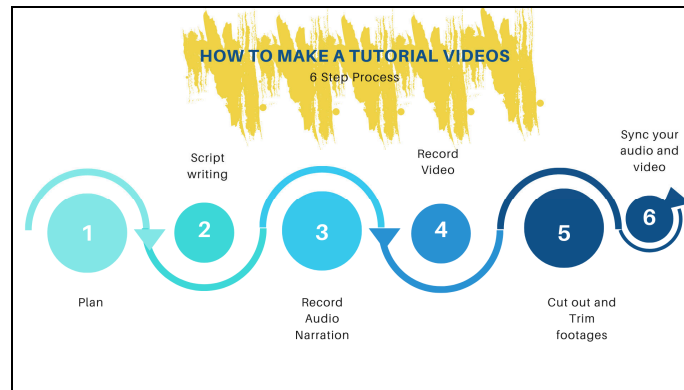 HOW TO MAKE A TUTORIAL VIDEOS
6 Step Process
1
Plan
2
Script
writing
3
Record
Audio
Narration
4
Record
Video
5
Cut out and
Trim
footages
6
Sync your
audio and
video